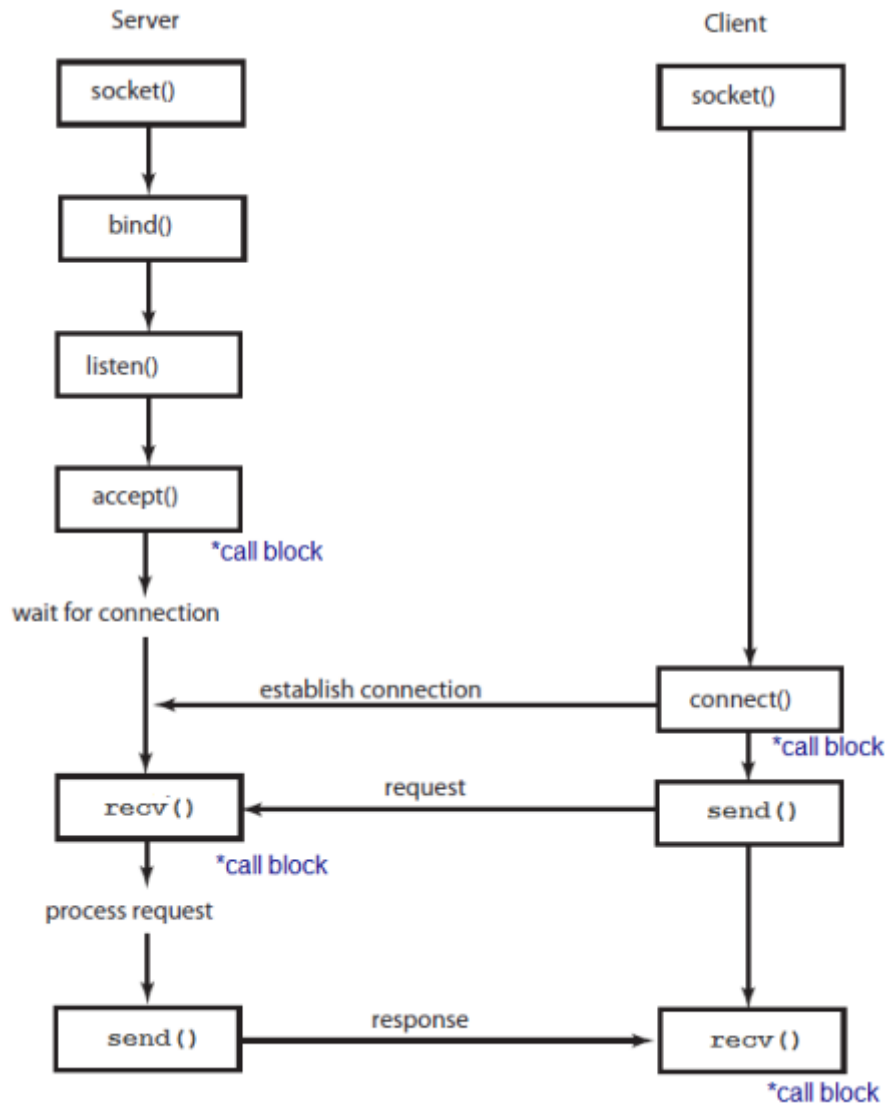 Server
Client
socket()
socket()
bind()
listen()
accept()
*call block
wait for connection
establish connection
connect()
*call block
recv()
request
send()
*call block
process request
send()
response
recv()
*call block